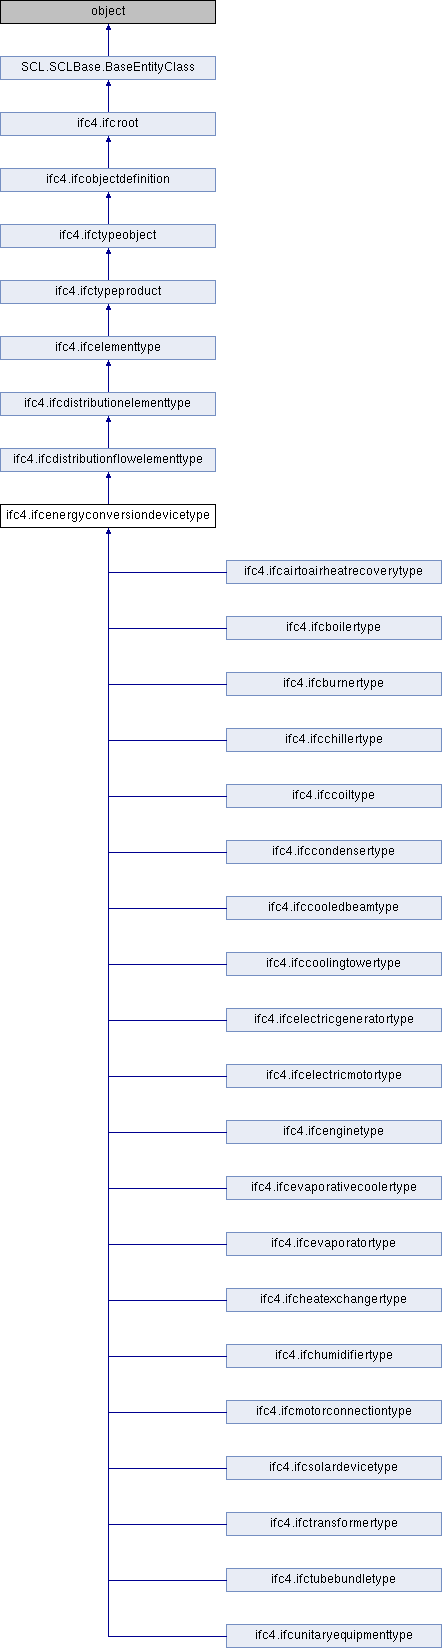 object
SCL.SCLBase.BaseEntityClass
ifc4.ifcroot
ifc4.ifcobjectdefinition
ifc4.ifctypeobject
ifc4.ifctypeproduct
ifc4.ifcelementtype
ifc4.ifcdistributionelementtype
ifc4.ifcdistributionflowelementtype
ifc4.ifcenergyconversiondevicetype
ifc4.ifcairtoairheatrecoverytype
ifc4.ifcboilertype
ifc4.ifcburnertype
ifc4.ifcchillertype
ifc4.ifccoiltype
ifc4.ifccondensertype
ifc4.ifccooledbeamtype
ifc4.ifccoolingtowertype
ifc4.ifcelectricgeneratortype
ifc4.ifcelectricmotortype
ifc4.ifcenginetype
ifc4.ifcevaporativecoolertype
ifc4.ifcevaporatortype
ifc4.ifcheatexchangertype
ifc4.ifchumidifiertype
ifc4.ifcmotorconnectiontype
ifc4.ifcsolardevicetype
ifc4.ifctransformertype
ifc4.ifctubebundletype
ifc4.ifcunitaryequipmenttype